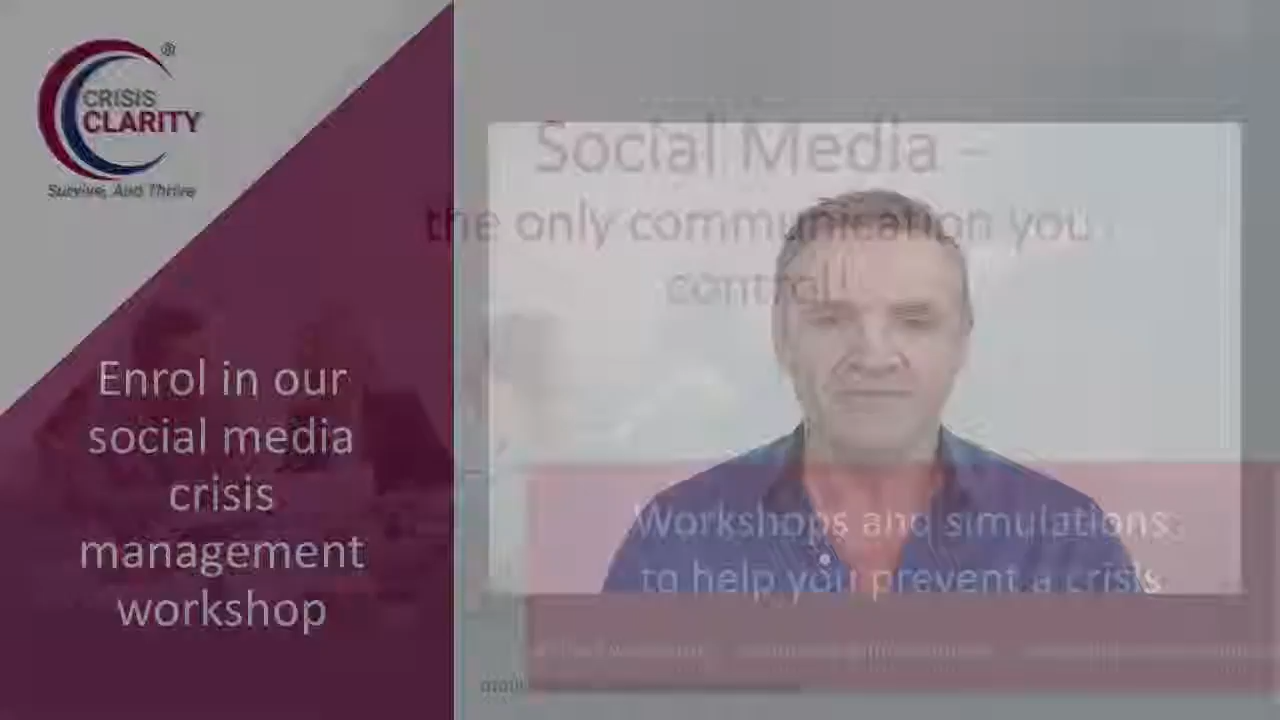 ®
CRISIS
CLARITY
Survive, And Thrive
Social Media –
the only communication you
control!
Enrol in our
social media
crisis
management
workshop
Workshops and simulations
to help you prevent a crisis